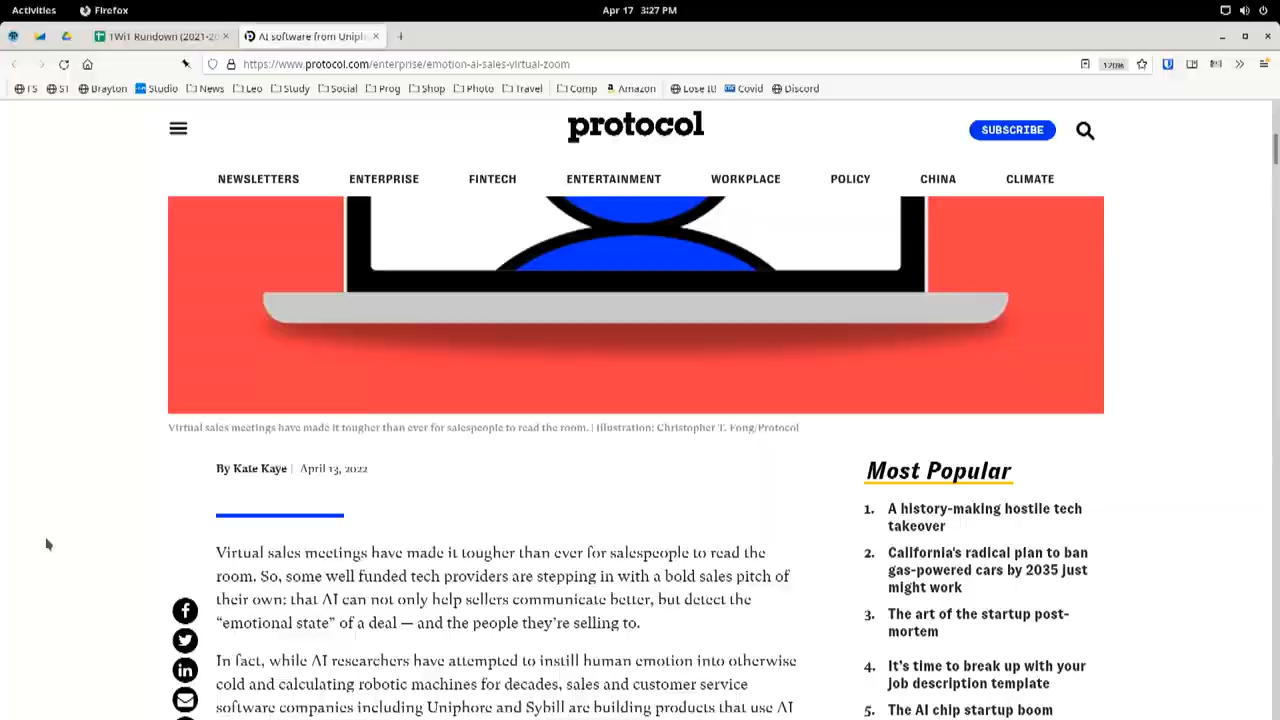 Activities Firefox Apr 17 3:27 PM
TWiT Rundown (2021-20 × AI software from Uniph × +
https://www.protocol.com/enterprise/emotion-ai-sales-virtual-zoom 120%
TS ST Brayton Studio News Leo Study Social Prog Shop Photo Travel Comp Amazon Lose It! Covid Discord
protocol
SUBSCRIBE
NEWSLETTERS ENTERPRISE FINTECH ENTERTAINMENT WORKPLACE POLICY CHINA CLIMATE
Virtual sales meetings have made it tougher than ever for salespeople to read the room. | Illustration: Christopher T. Fong/Protocol
By Kate Kaye | April 13, 2022
Virtual sales meetings have made it tougher than ever for salespeople to read the
room. So, some well funded tech providers are stepping in with a bold sales pitch of
their own: that AI can not only help sellers communicate better, but detect the
“emotional state” of a deal — and the people they’re selling to.
In fact, while AI researchers have attempted to instill human emotion into otherwise
cold and calculating robotic machines for decades, sales and customer service
software companies including Uniphore and Sybill are building products that use AI
Most Popular
1. A history-making hostile tech
takeover
2. California's radical plan to ban
gas-powered cars by 2035 just
might work
3. The art of the startup post-
mortem
4. It’s time to break up with your
job description template
5. The AI chip startup boom